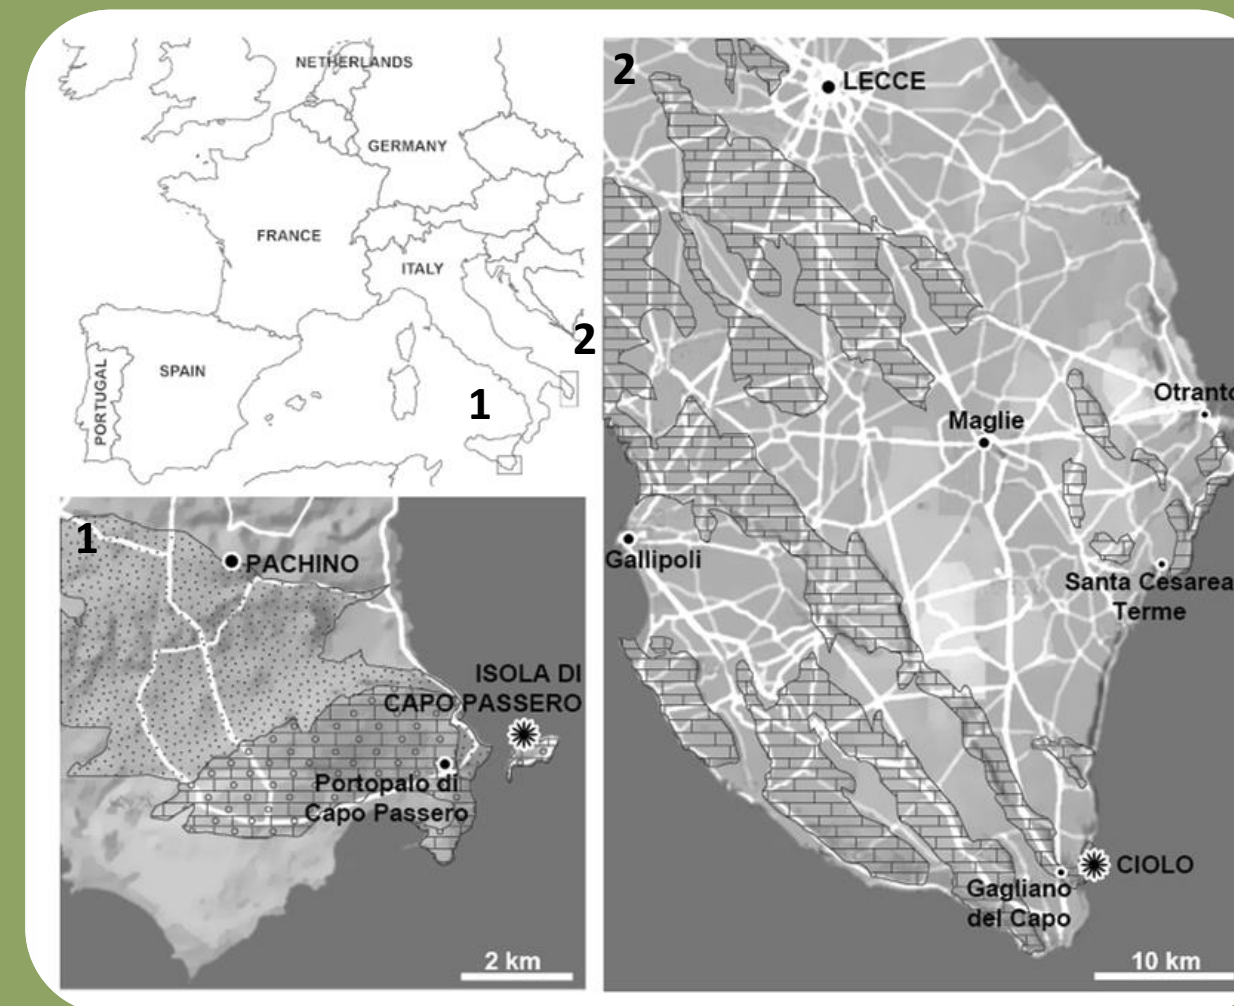 NETHERLANDS
GERMANY
FRANCE
ITALY
2
SPAIN
PORTUGAL
1
1
PACHINO
ISOLA DI
CAPO PASSERO
Portopalo di
Capo Passero
2 km
2
LECCE
Otranto
Maglie
Gallipoli
Santa Cesarea
Terme
CIOLO
Gagliano
del Capo
10 km